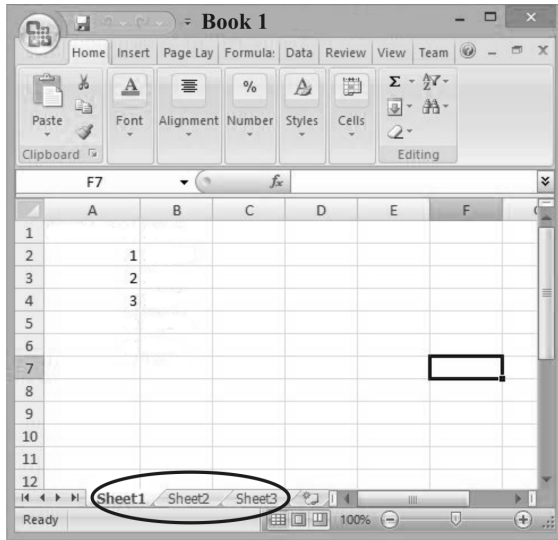 Book 1
Home Insert Page Lay Formula: Data Review View Team
Paste Font Alignment Number Styles Cells
Clipboard Editing
F7 fx
A B C D E F
1
2 1
3 2
4 3
5
6
7
8
9
10
11
12
Sheet1 Sheet2 Sheet3
Ready 100%